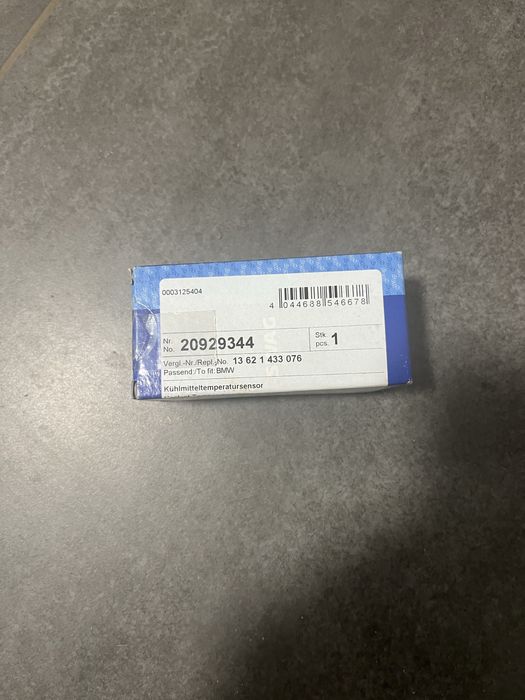 0003125404
4 044688 546678
Nr. No. 20929344 Stk. pcs. 1
Vergl.-Nr./Repl.-No. 13 62 1 433 076
Passend:/To fit: BMW
Kühlmitteltemperatursensor